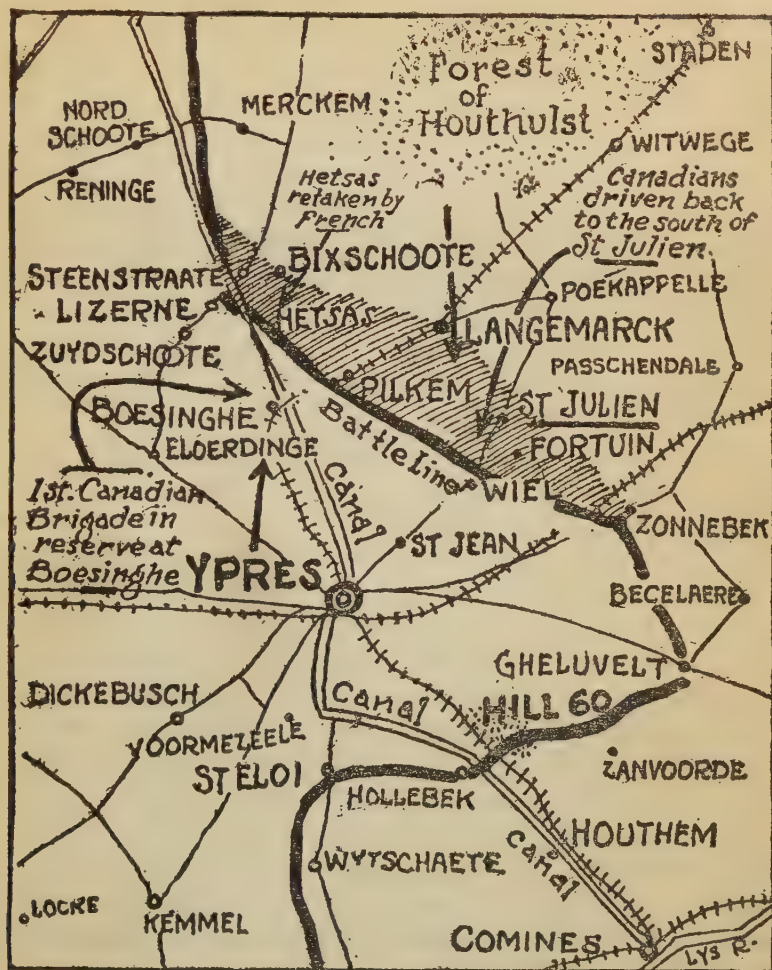 STADEN
Forest
of
Houthulst
NORD
SCHOOTE
MERCKEM
WITWEGE
RENINGE
Hetsas
retaken by
French
Canadians
driven back
to the south of
St Julien
BIXSCHOOTE
STEENSTRAATE
LIZERNE
POEKAPPELLE
HETSAS
LANGEMARCK
ZUYDSCHOOTE
PASSCHENDALE
PILKEM
ST JULIEN
BOESINGHE
ELOERDINGE
Battle line
FORTUIN
WIEL
1st. Canadian
Brigade in
reserve at
Boesinghe
Canal
ZONNEBEK
ST JEAN
YPRES
BECELAERE
GHELUVELT
DICKEBUSCH
Canal
HILL 60
VOORMEZEELE
ST ELOI
ZANVOORDE
HOLLEBEK
HOUTHEM
Canal
WYTSCHAETE
LOCRE
KEMMEL
COMINES
LYS R.